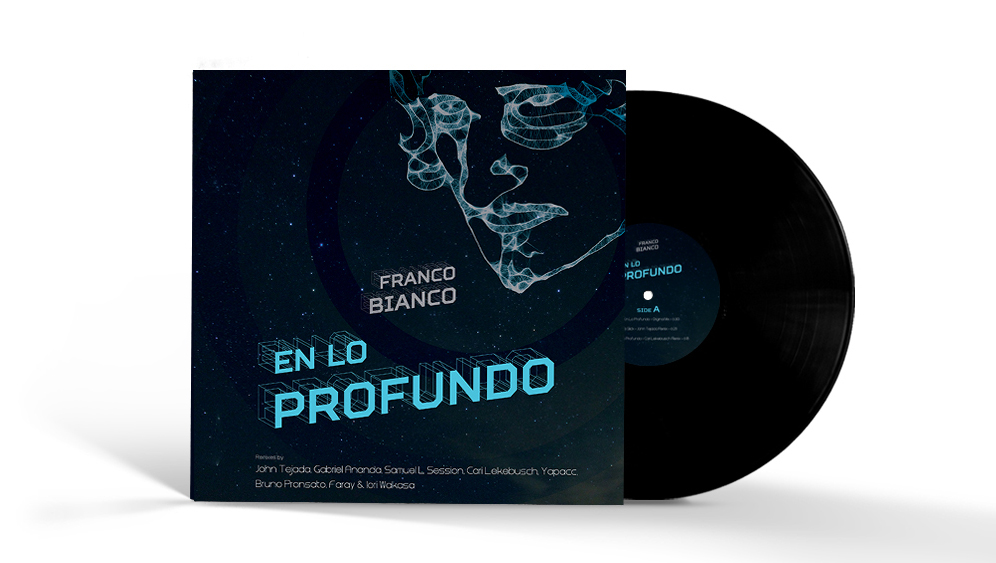 FRANCO
BIANCO
EN LO
PROFUNDO
Remixes by
John Tejada, Gabriel Ananda, Samuel L. Session, Cari Lekebusch, Yapacc,
Bruno Pronsato, Faray & Iori Wakasa
FRANCO
BIANCO
EN LO
PROFUNDO
SIDE A